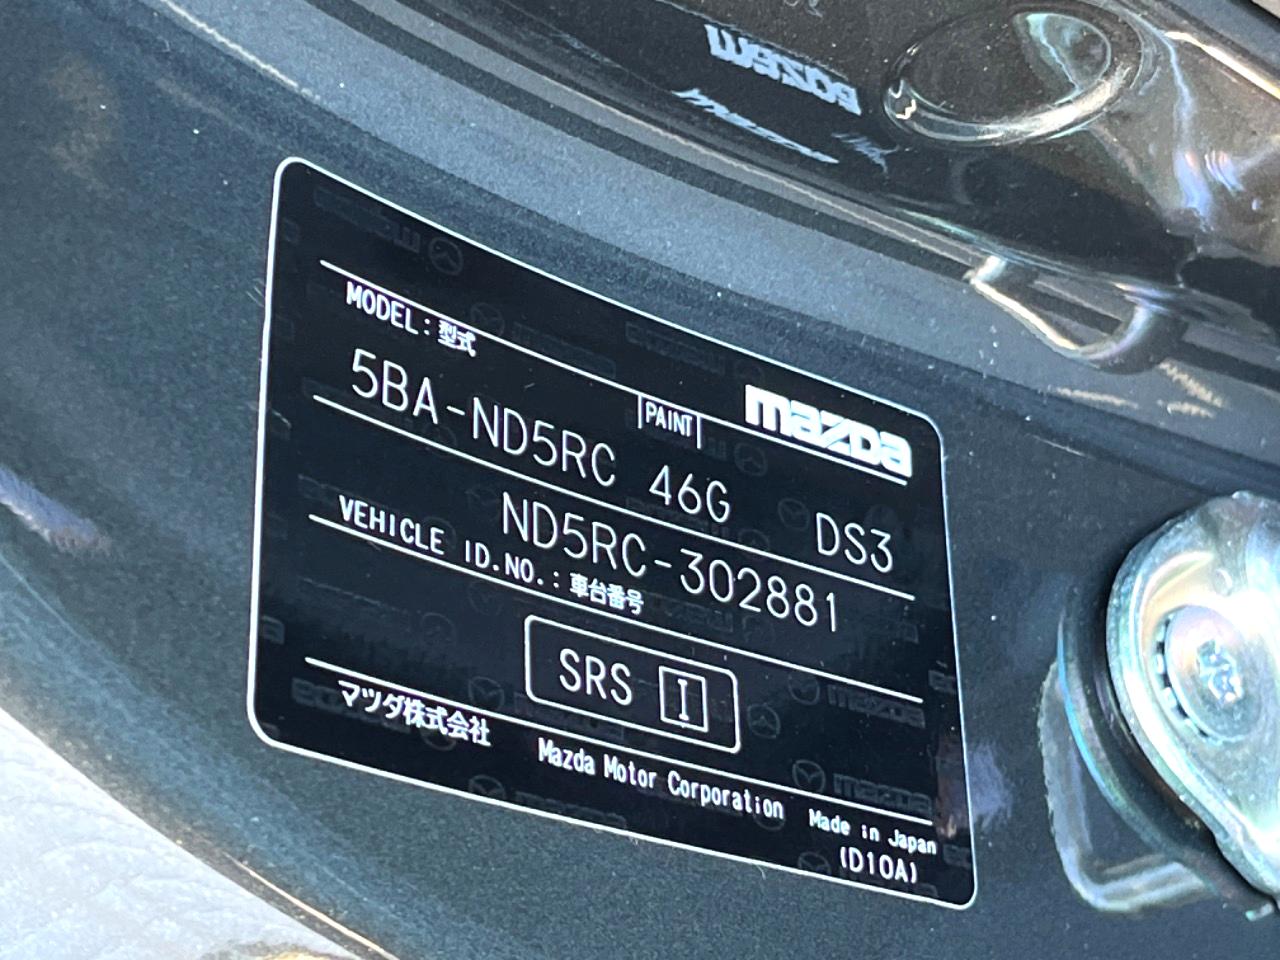 MODEL:型式
PAINT
mazda
5BA-ND5RC 46G DS3
ND5RC-302881
VEHICLE ID.NO.:車台番号
SRS I
マツダ株式会社 Mazda Motor Corporation Made in Japan
(D10A)